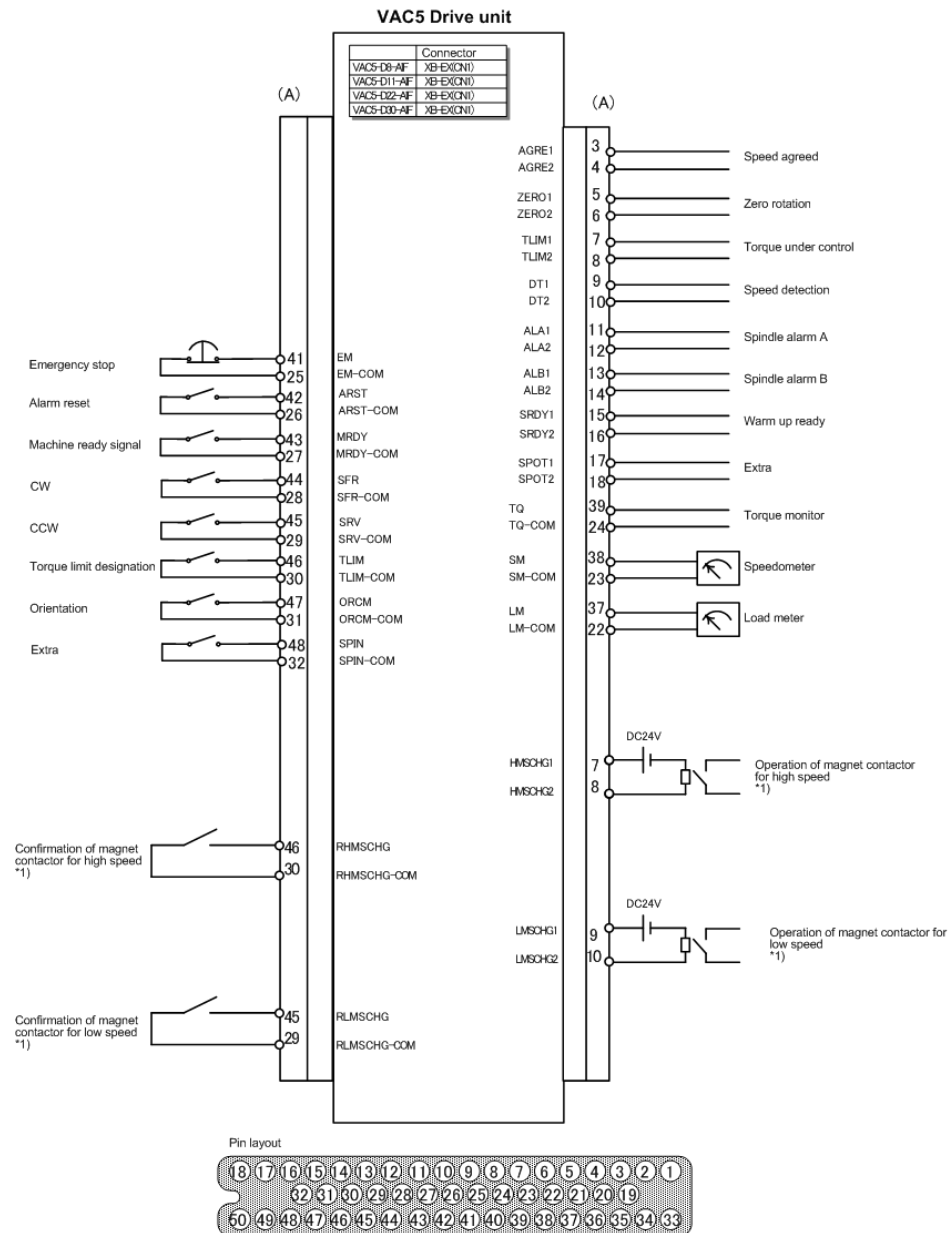 VAC5 Drive unit
Connector
VAC5-D8-AIF XB-EX(CN1)
VAC5-D11-AIF XB-EX(CN1)
VAC5-D22-AIF XB-EX(CN1)
VAC5-D30-AIF XB-EX(CN1)
(A)
(A)
Emergency stop
41 EM
25 EM-COM
Alarm reset
42 ARST
26 ARST-COM
Machine ready signal
43 MRDY
27 MRDY-COM
CW
44 SFR
28 SFR-COM
CCW
45 SRV
29 SRV-COM
Torque limit designation
46 TLIM
30 TLIM-COM
Orientation
47 ORCM
31 ORCM-COM
Extra
48 SPIN
32 SPIN-COM
Confirmation of magnet
contactor for high speed
*1)
46 RHMSCHG
30 RHMSCHG-COM
Confirmation of magnet
contactor for low speed
*1)
45 RLMSCHG
29 RLMSCHG-COM
AGRE1 3
AGRE2 4
Speed agreed
ZERO1 5
ZERO2 6
Zero rotation
TLIM1 7
TLIM2 8
Torque under control
DT1 9
DT2 10
Speed detection
ALA1 11
ALA2 12
Spindle alarm A
ALB1 13
ALB2 14
Spindle alarm B
SRDY1 15
SRDY2 16
Warm up ready
SPOT1 17
SPOT2 18
Extra
TQ 39
TQ-COM 24
Torque monitor
SM 38
SM-COM 23
Speedometer
LM 37
LM-COM 22
Load meter
DC24V
HMSCHG1 7
HMSCHG2 8
Operation of magnet contactor
for high speed
*1)
DC24V
LMSCHG1 9
LMSCHG2 10
Operation of magnet contactor for
low speed
*1)
Pin layout
18 17 16 15 14 13 12 11 10 9 8 7 6 5 4 3 2 1
32 31 30 29 28 27 26 25 24 23 22 21 20 19
50 49 48 47 46 45 44 43 42 41 40 39 38 37 36 35 34 33